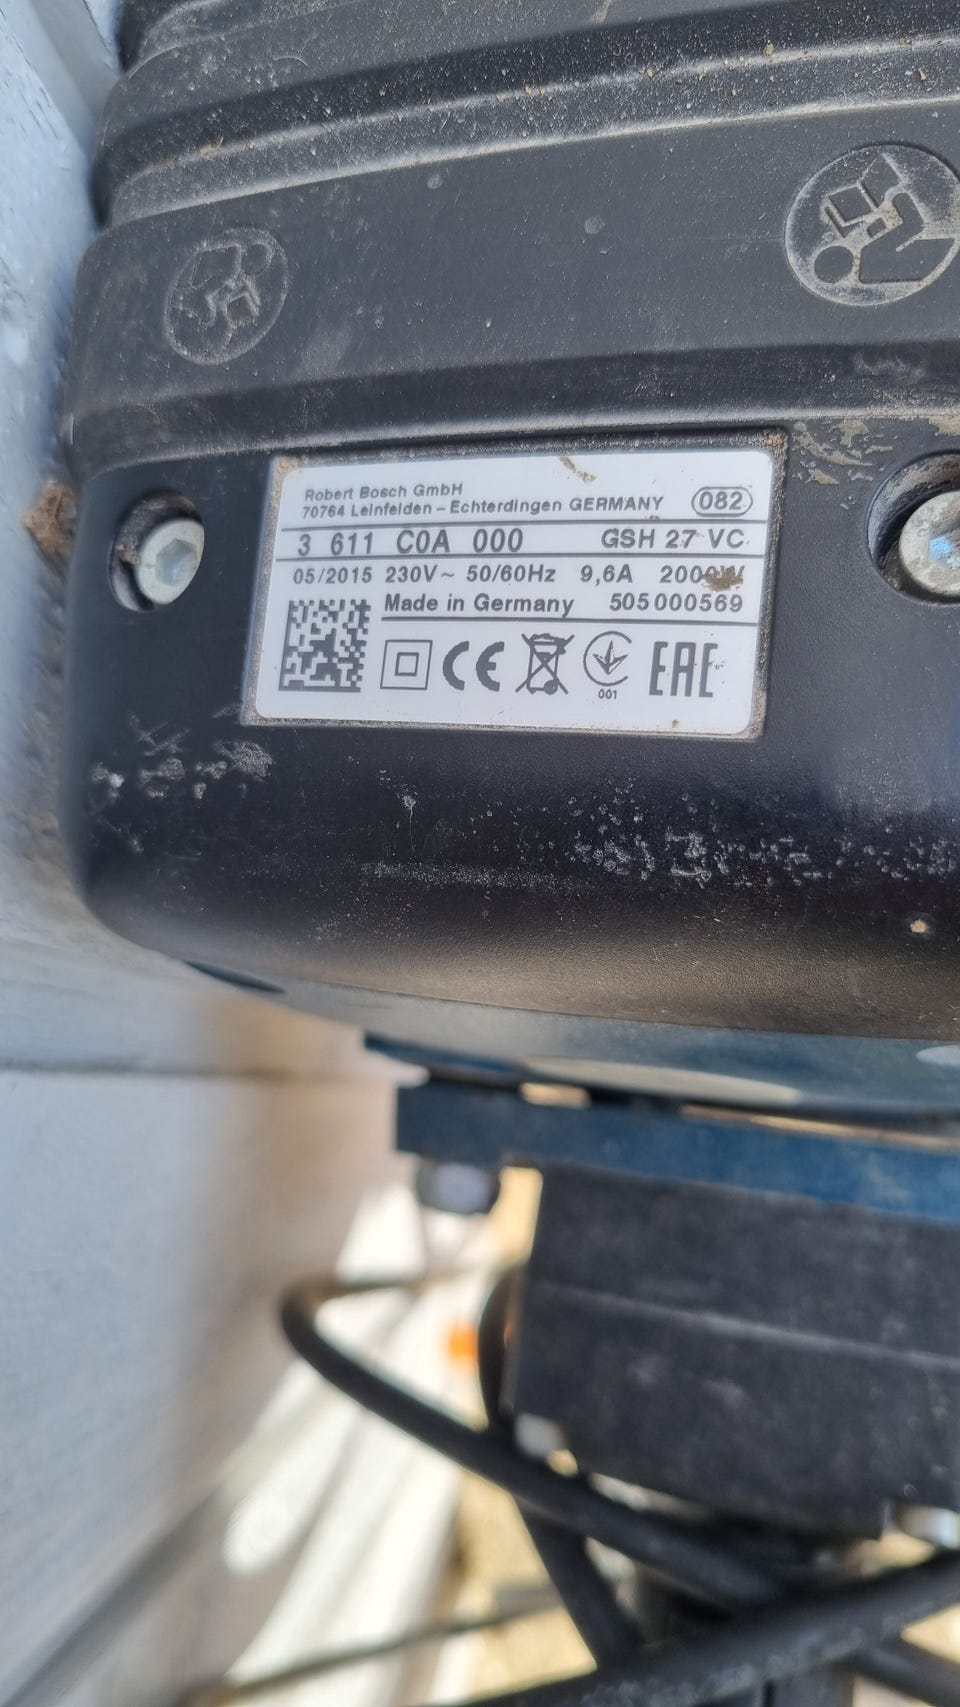 Robert Bosch GmbH
70764 Leinfelden – Echterdingen GERMANY 082
3 611 C0A 000 GSH 27 VC
05/2015 230V~ 50/60Hz 9,6A 2000W
Made in Germany 505000569
CE 001 EAC